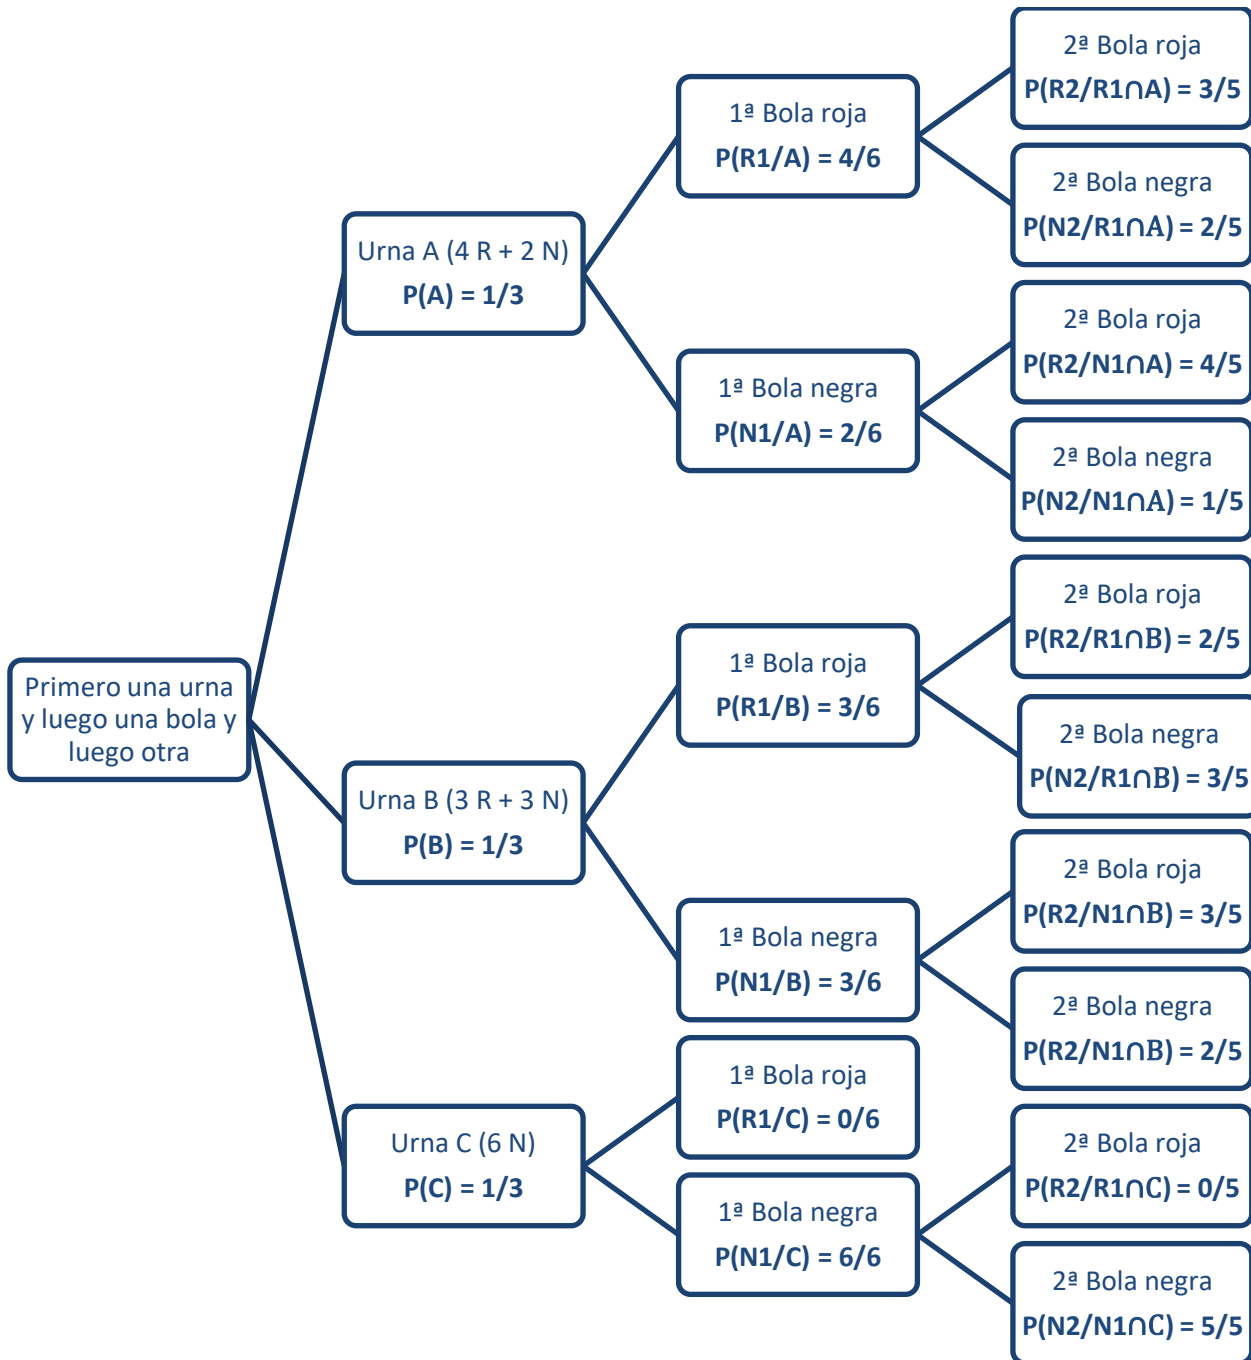 Primero una urna
y luego una bola y
luego otra
Urna A (4 R + 2 N)
P(A) = 1/3
1ª Bola roja
P(R1/A) = 4/6
2ª Bola roja
P(R2/R1∩A) = 3/5
2ª Bola negra
P(N2/R1∩A) = 2/5
1ª Bola negra
P(N1/A) = 2/6
2ª Bola roja
P(R2/N1∩A) = 4/5
2ª Bola negra
P(N2/N1∩A) = 1/5
Urna B (3 R + 3 N)
P(B) = 1/3
1ª Bola roja
P(R1/B) = 3/6
2ª Bola roja
P(R2/R1∩B) = 2/5
2ª Bola negra
P(N2/R1∩B) = 3/5
1ª Bola negra
P(N1/B) = 3/6
2ª Bola roja
P(R2/N1∩B) = 3/5
2ª Bola negra
P(R2/N1∩B) = 2/5
Urna C (6 N)
P(C) = 1/3
1ª Bola roja
P(R1/C) = 0/6
1ª Bola negra
P(N1/C) = 6/6
2ª Bola roja
P(R2/R1∩C) = 0/5
2ª Bola negra
P(N2/N1∩C) = 5/5